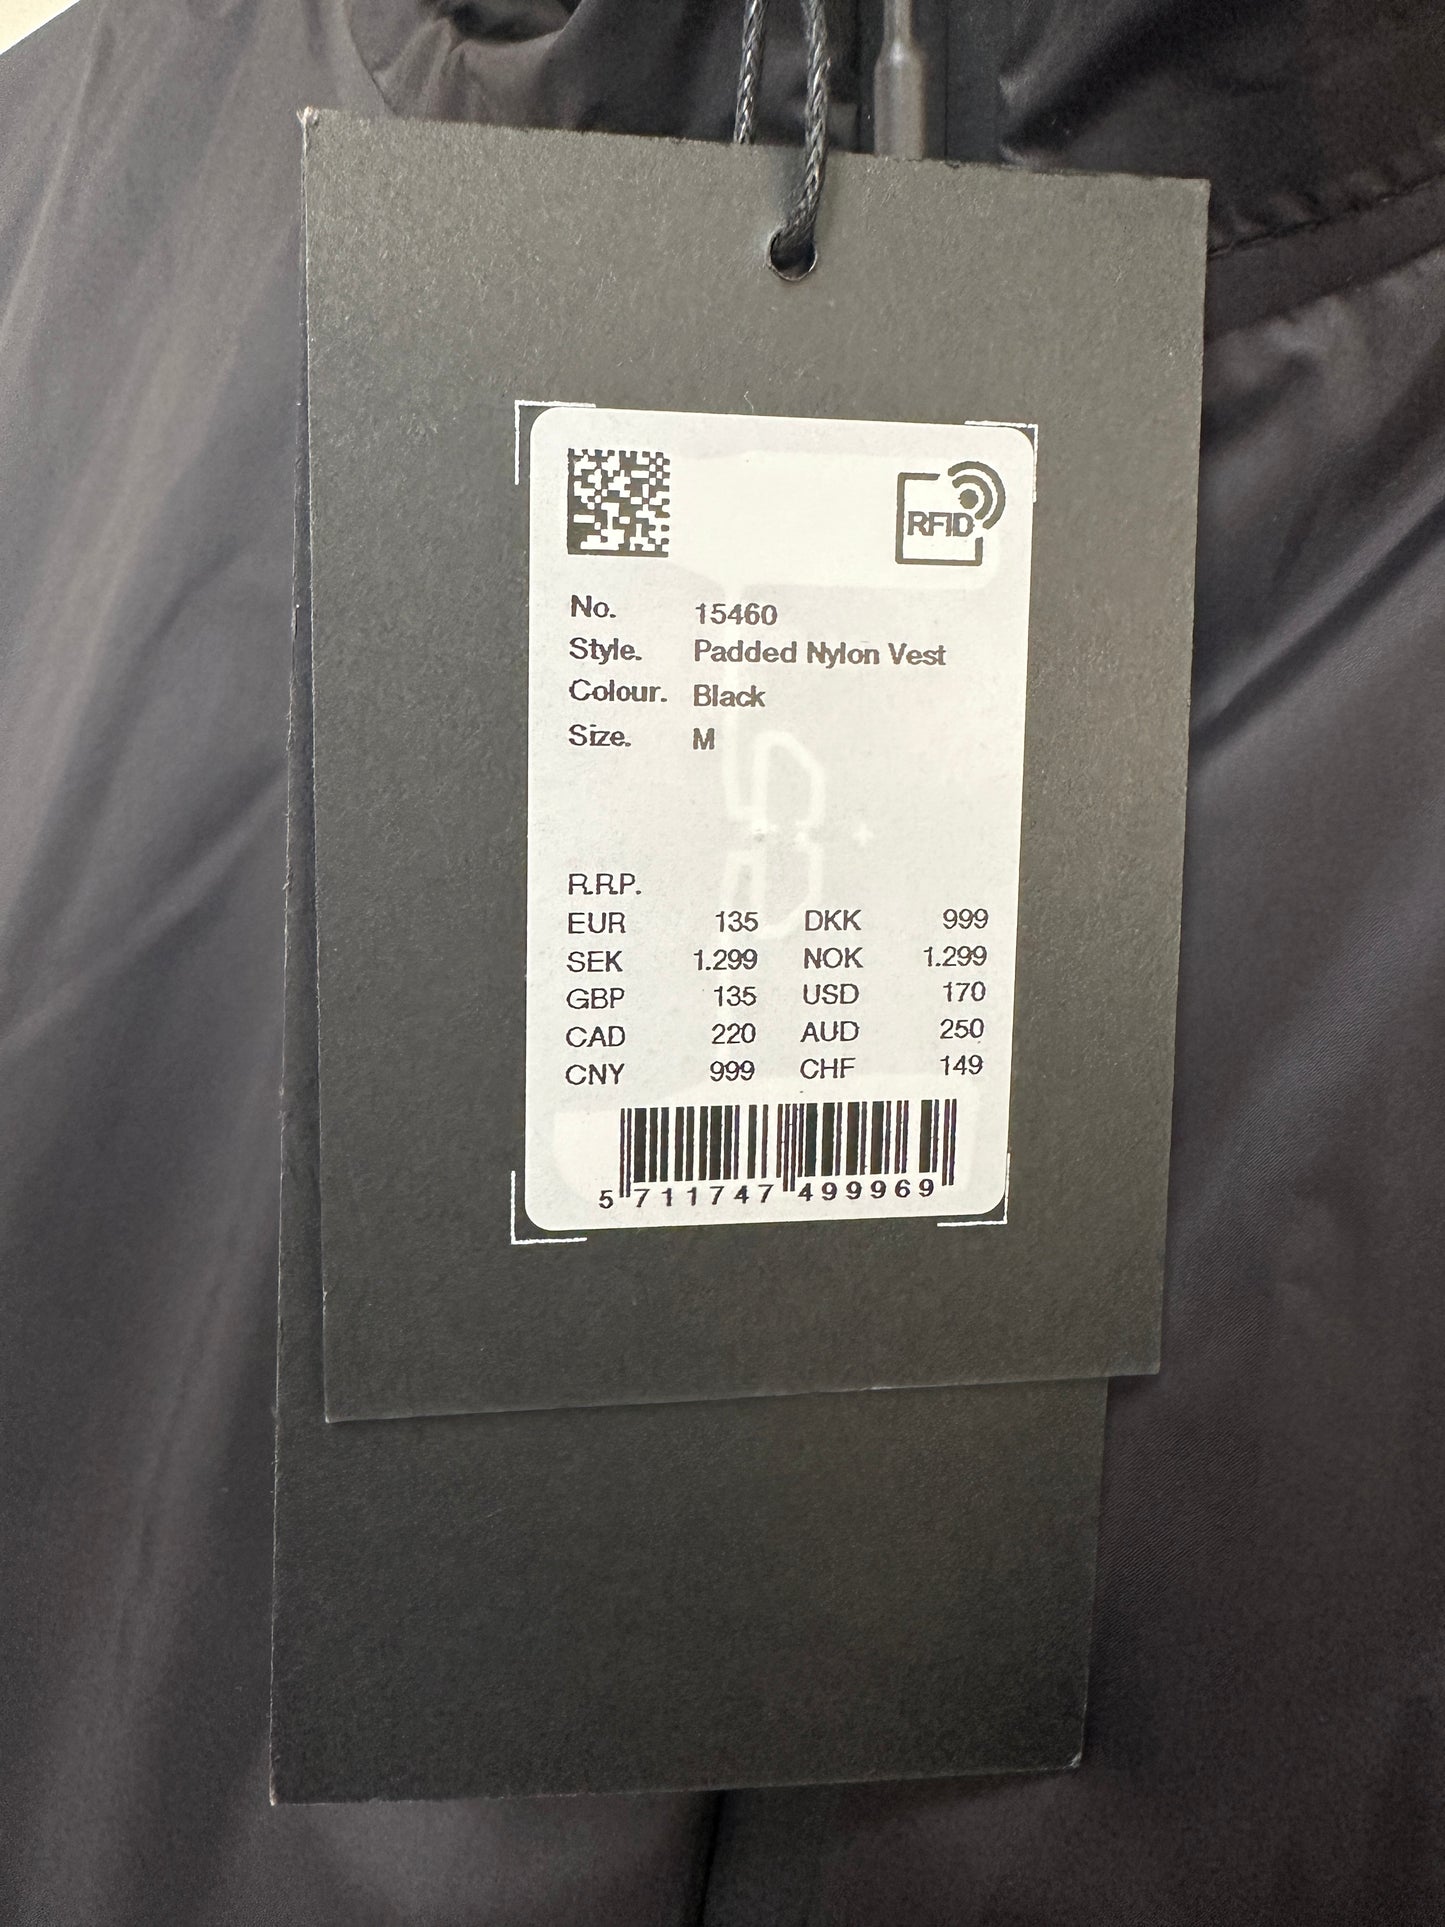 RFID
No. 15460
Style. Padded Nylon Vest
Colour. Black
Size. M
R.R.P.
EUR 135 DKK 999
SEK 1.299 NOK 1.299
GBP 135 USD 170
CAD 220 AUD 250
CNY 999 CHF 149
5 711747 499969